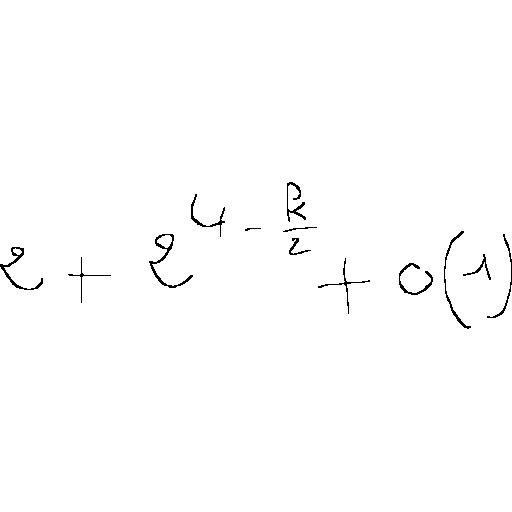 2 + 2^{4 - \frac{k}{2}} + o(1)